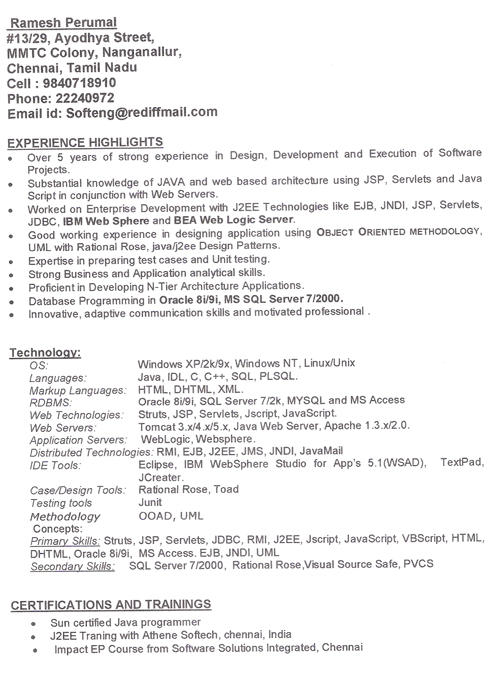 Ramesh Perumal
#13/29, Ayodhya Street,
MMTC Colony, Nanganallur,
Chennai, Tamil Nadu
Cell : 9840718910
Phone: 22240972
Email id: Softeng@rediffmail.com
EXPERIENCE HIGHLIGHTS
• Over 5 years of strong experience in Design, Development and Execution of Software
Projects.
• Substantial knowledge of JAVA and web based architecture using JSP, Servlets and Java
Script in conjunction with Web Servers.
• Worked on Enterprise Development with J2EE Technologies like EJB, JNDI, JSP, Servlets,
JDBC, IBM Web Sphere and BEA Web Logic Server.
• Good working experience in designing application using OBJECT ORIENTED METHODOLOGY,
UML with Rational Rose, java/j2ee Design Patterns.
• Expertise in preparing test cases and Unit testing.
• Strong Business and Application analytical skills.
• Proficient in Developing N-Tier Architecture Applications.
• Database Programming in Oracle 8i/9i, MS SQL Server 7/2000.
• Innovative, adaptive communication skills and motivated professional .
Technology:
OS: Windows XP/2k/9x, Windows NT, Linux/Unix
Languages: Java, IDL, C, C++, SQL, PLSQL.
Markup Languages: HTML, DHTML, XML.
RDBMS: Oracle 8i/9i, SQL Server 7/2k, MYSQL and MS Access
Web Technologies: Struts, JSP, Servlets, Jscript, JavaScript.
Web Servers: Tomcat 3.x/4.x/5.x, Java Web Server, Apache 1.3.x/2.0.
Application Servers: WebLogic, Websphere.
Distributed Technologies: RMI, EJB, J2EE, JMS, JNDI, JavaMail
IDE Tools: Eclipse, IBM WebSphere Studio for App's 5.1(WSAD), TextPad,
JCreater.
Case/Design Tools: Rational Rose, Toad
Testing tools Junit
Methodology OOAD, UML
Concepts:
Primary Skills: Struts, JSP, Servlets, JDBC, RMI, J2EE, Jscript, JavaScript, VBScript, HTML,
DHTML, Oracle 8i/9i, MS Access. EJB, JNDI, UML
Secondary Skills: SQL Server 7/2000, Rational Rose,Visual Source Safe, PVCS
CERTIFICATIONS AND TRAININGS
• Sun certified Java programmer
• J2EE Traning with Athene Softech, chennai, India
• Impact EP Course from Software Solutions Integrated, Chennai